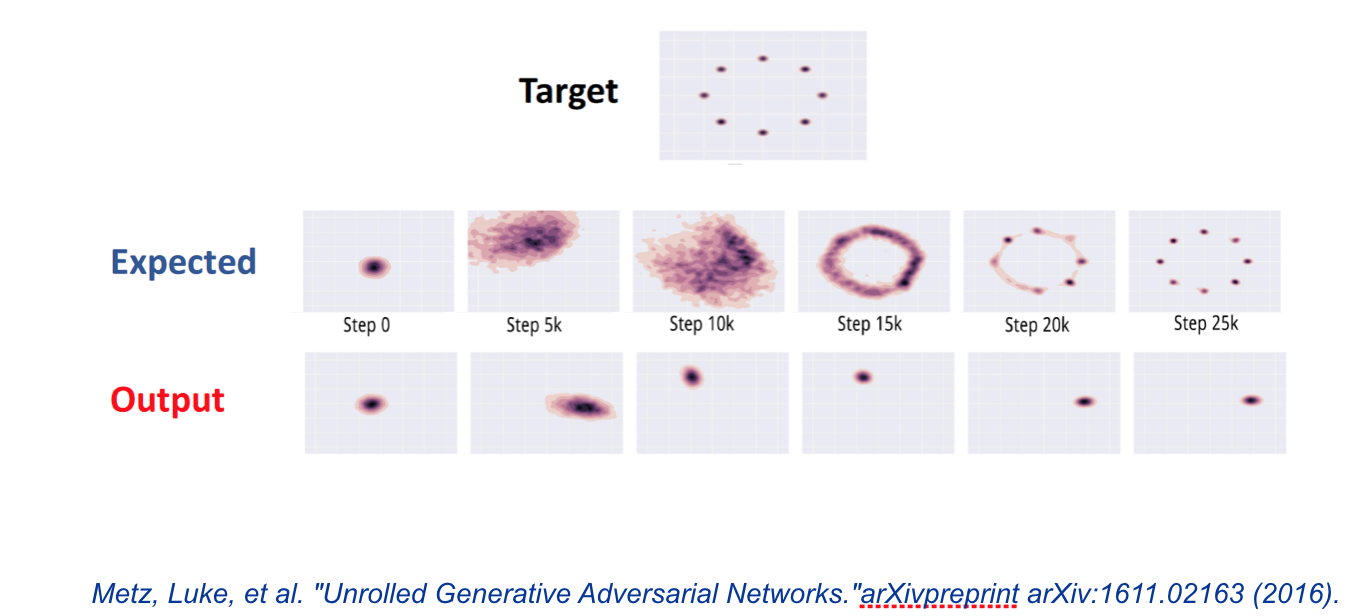 Target
Expected
Step 0
Step 5k
Step 10k
Step 15k
Step 20k
Step 25k
Output
Metz, Luke, et al. "Unrolled Generative Adversarial Networks."arXivpreprint arXiv:1611.02163 (2016).